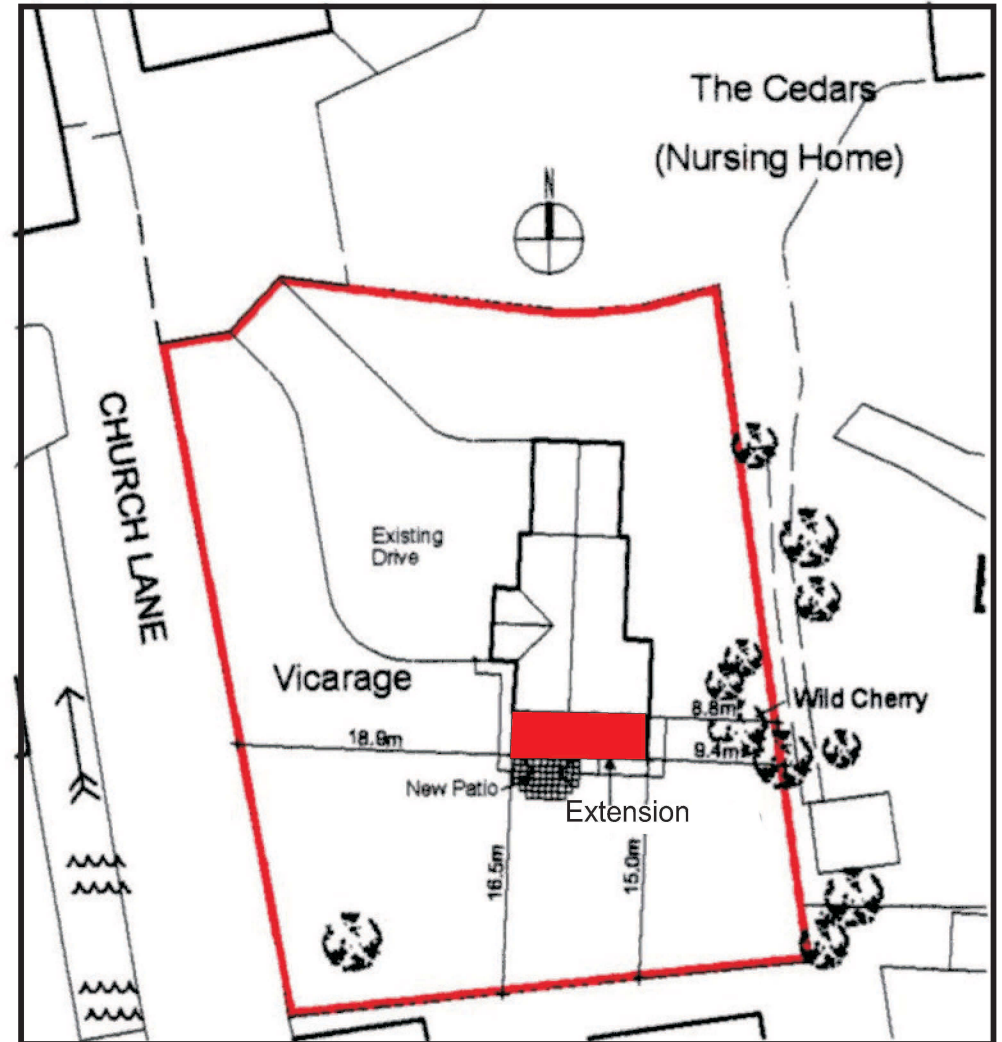 The Cedars
(Nursing Home)
N
CHURCH LANE
Existing
Drive
Vicarage
8.8m
Wild Cherry
18.9m
9.4m
New Patio
Extension
16.5m
15.0m